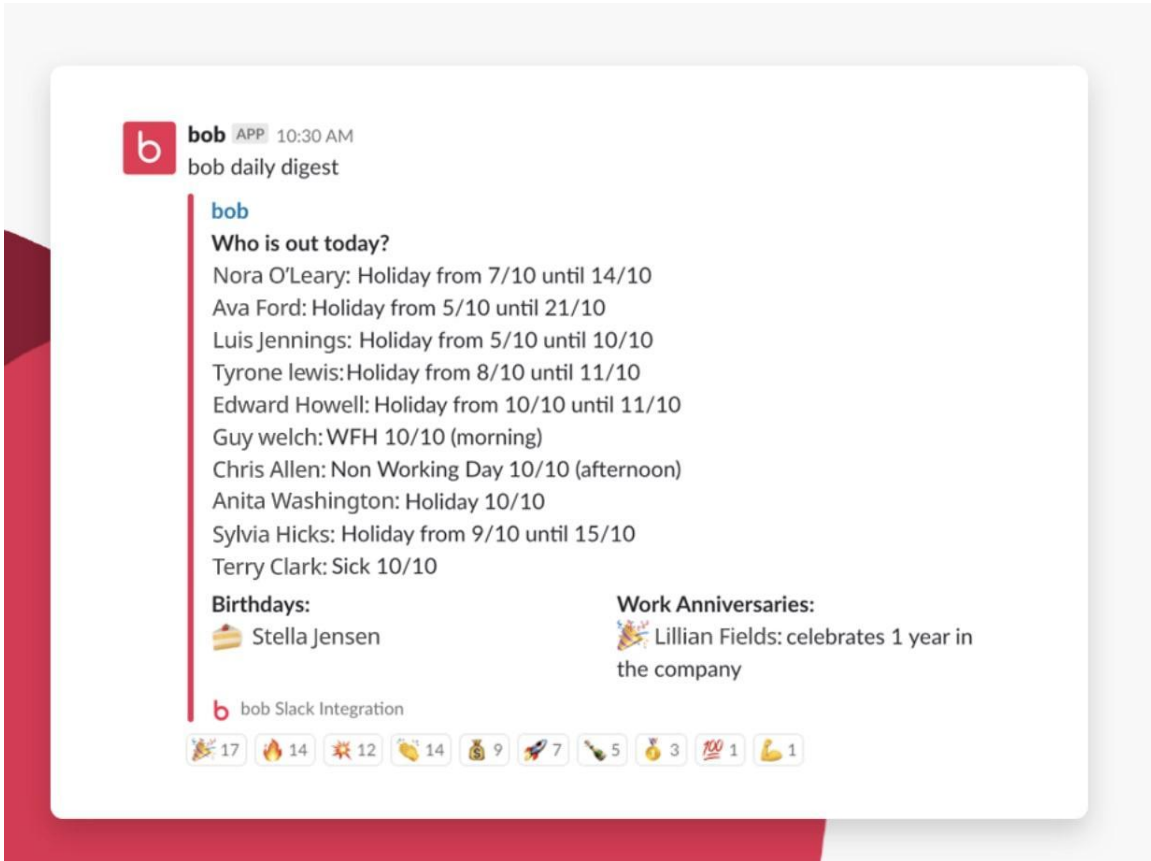 b
bob APP 10:30 AM
bob daily digest
bob
Who is out today?
Nora O'Leary: Holiday from 7/10 until 14/10
Ava Ford: Holiday from 5/10 until 21/10
Luis Jennings: Holiday from 5/10 until 10/10
Tyrone lewis:Holiday from 8/10 until 11/10
Edward Howell: Holiday from 10/10 until 11/10
Guy welch: WFH 10/10 (morning)
Chris Allen: Non Working Day 10/10 (afternoon)
Anita Washington: Holiday 10/10
Sylvia Hicks: Holiday from 9/10 until 15/10
Terry Clark: Sick 10/10
Birthdays:
🍰 Stella Jensen
Work Anniversaries:
🎉 Lillian Fields: celebrates 1 year in
the company
b bob Slack Integration
🎉 17 🔥 14 💥 12 👏 14 💰 9 🚀 7 🍾 5 🥇 3 💯 1 💪 1